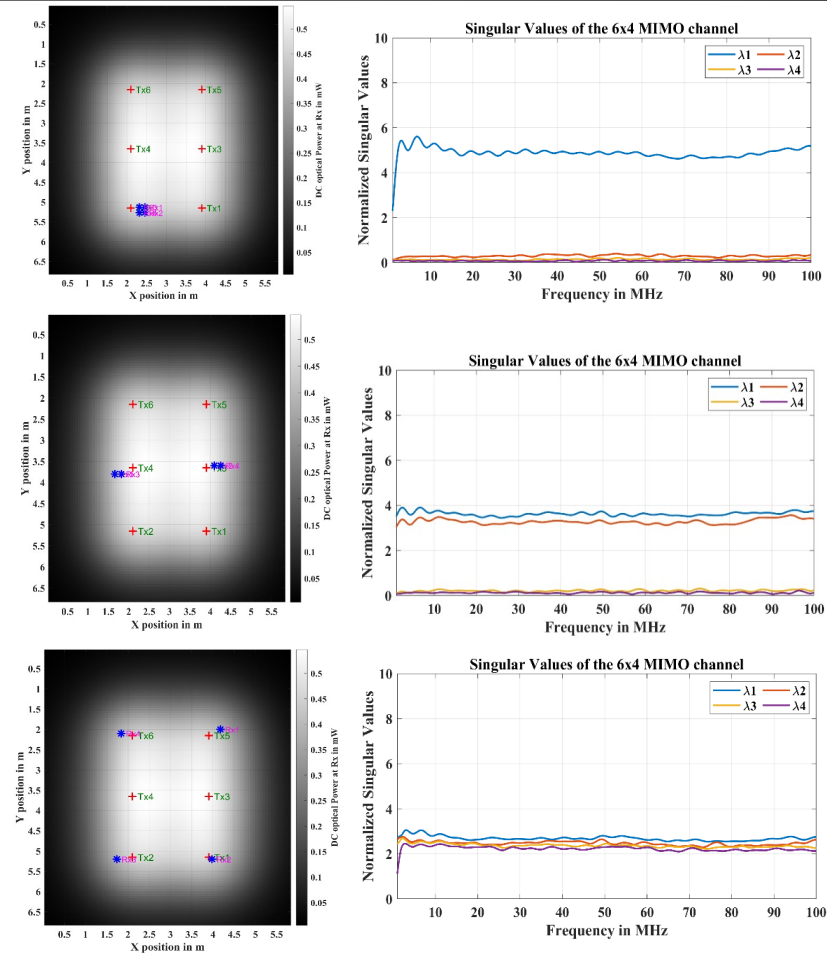 Singular Values of the 6x4 MIMO channel
Normalized Singular Values
10
8
6
4
2
0
λ1 λ2
λ3 λ4
10 20 30 40 50 60 70 80 90 100
Frequency in MHz
Y position in m
0.5
1
1.5
2
2.5
3
3.5
4
4.5
5
5.5
6
6.5
Tx6 Tx5
Tx4 Tx3
Tx1
0.5 1 1.5 2 2.5 3 3.5 4 4.5 5 5.5
X position in m
0.5
0.45
0.4
0.35
0.3
0.25
0.2
0.15
0.1
0.05
DC optical Power at Rx in mW
Singular Values of the 6x4 MIMO channel
Normalized Singular Values
10
8
6
4
2
0
λ1 λ2
λ3 λ4
10 20 30 40 50 60 70 80 90 100
Frequency in MHz
Y position in m
0.5
1
1.5
2
2.5
3
3.5
4
4.5
5
5.5
6
6.5
Tx6 Tx5
Tx4
Tx2 Tx1
0.5 1 1.5 2 2.5 3 3.5 4 4.5 5 5.5
X position in m
0.5
0.45
0.4
0.35
0.3
0.25
0.2
0.15
0.1
0.05
DC optical Power at Rx in mW
Singular Values of the 6x4 MIMO channel
Normalized Singular Values
10
8
6
4
2
0
λ1 λ2
λ3 λ4
10 20 30 40 50 60 70 80 90 100
Frequency in MHz
Y position in m
0.5
1
1.5
2
2.5
3
3.5
4
4.5
5
5.5
6
6.5
Tx6 Tx5
Tx4 Tx3
Tx2 Tx1
0.5 1 1.5 2 2.5 3 3.5 4 4.5 5 5.5
X position in m
0.5
0.45
0.4
0.35
0.3
0.25
0.2
0.15
0.1
0.05
DC optical Power at Rx in mW